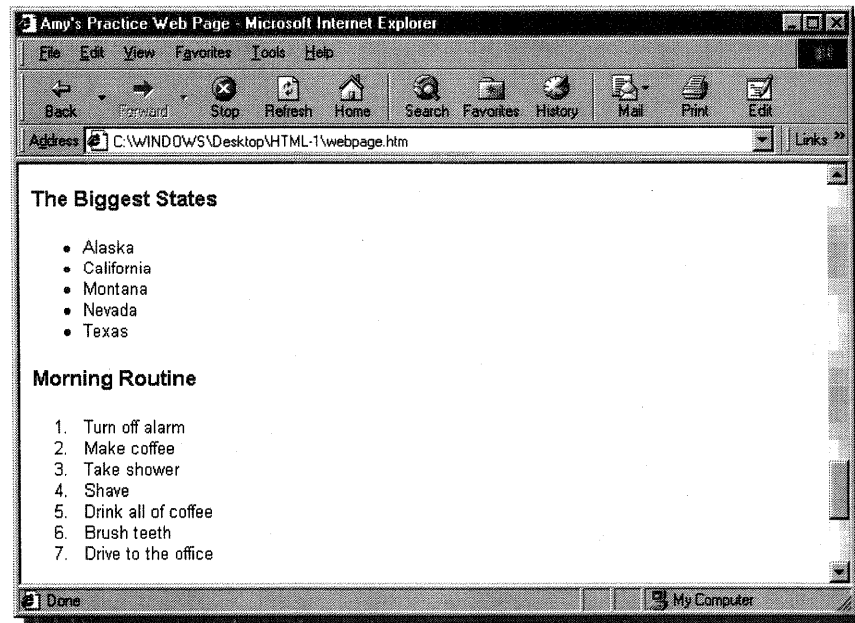 Amy's Practice Web Page - Microsoft Internet Explorer
File Edit View Favorites Tools Help
Back Forward Stop Refresh Home Search Favorites History Mail Print Edit
Address C:\WINDOWS\Desktop\HTML-1\webpage.htm Links »
The Biggest States
• Alaska
• California
• Montana
• Nevada
• Texas
Morning Routine
1. Turn off alarm
2. Make coffee
3. Take shower
4. Shave
5. Drink all of coffee
6. Brush teeth
7. Drive to the office
Done My Computer